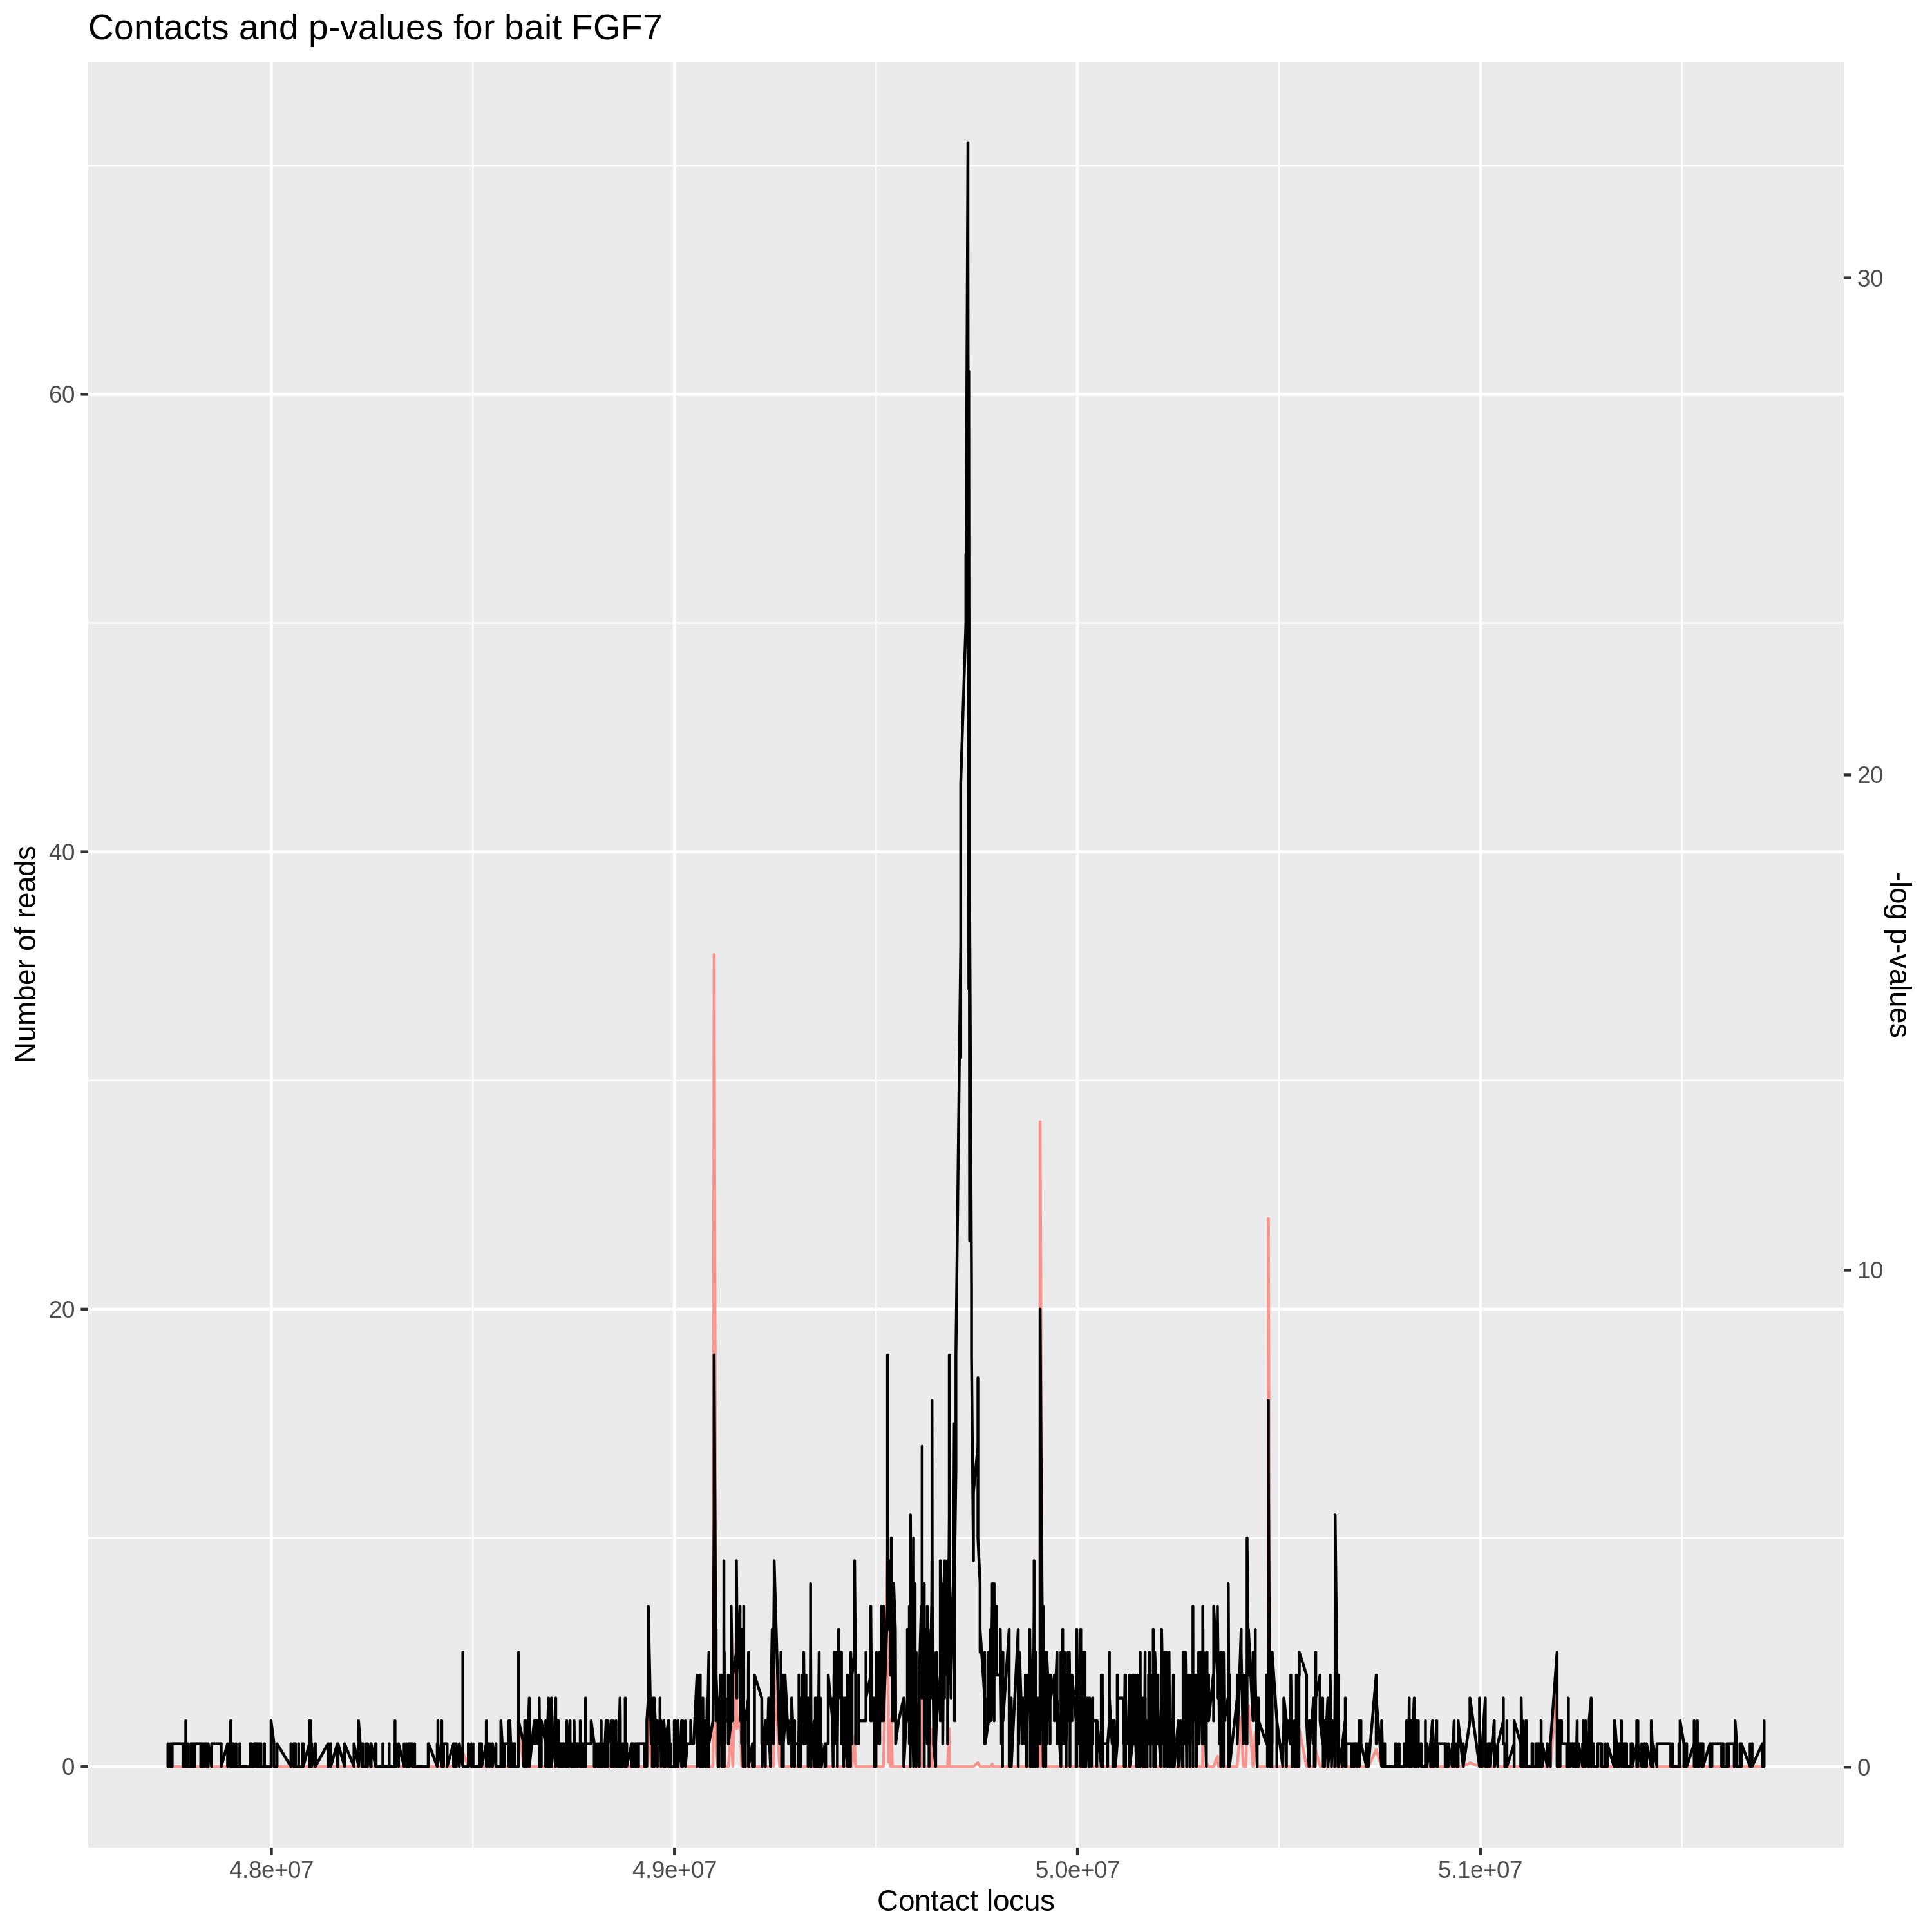 Contacts and p-values for bait FGF7
Number of reads
60
40
20
0
30
20
10
0
-log p-values
4.8e+07 4.9e+07 5.0e+07 5.1e+07
Contact locus